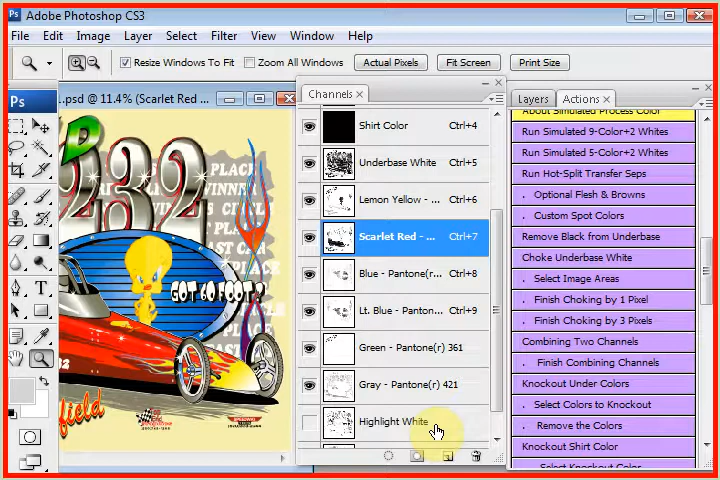 Adobe Photoshop CS3
File Edit Image Layer Select Filter View Window Help
Resize Windows To Fit Zoom All Windows Actual Pixels Fit Screen Print Size
Ps
1.psd @ 11.4% (Scarlet Red ...
Channels ×
Shirt Color Ctrl+4
Underbase White Ctrl+5
Lemon Yellow - ... Ctrl+6
Scarlet Red - ... Ctrl+7
Blue - Pantone(r... Ctrl+8
Lt. Blue - Panton... Ctrl+9
Green - Pantone(r) 361
Gray - Pantone(r) 421
Highlight White
Layers Actions ×
About Simulated Process Color
Run Simulated 9-Color+2 Whites
Run Simulated 5-Color+2 Whites
Run Hot-Split Transfer Seps
. Optional Flesh & Browns
. Custom Spot Colors
Remove Black from Underbase
Choke Underbase White
. Select Image Areas
. Finish Choking by 1 Pixel
. Finish Choking by 3 Pixels
Combining Two Channels
. Finish Combining Channels
Knockout Under Colors
. Select Colors to Knockout
. Remove the Colors
Knockout Shirt Color
. Select Knockout Colors
232
PLACE
GOT 60 FOOT?